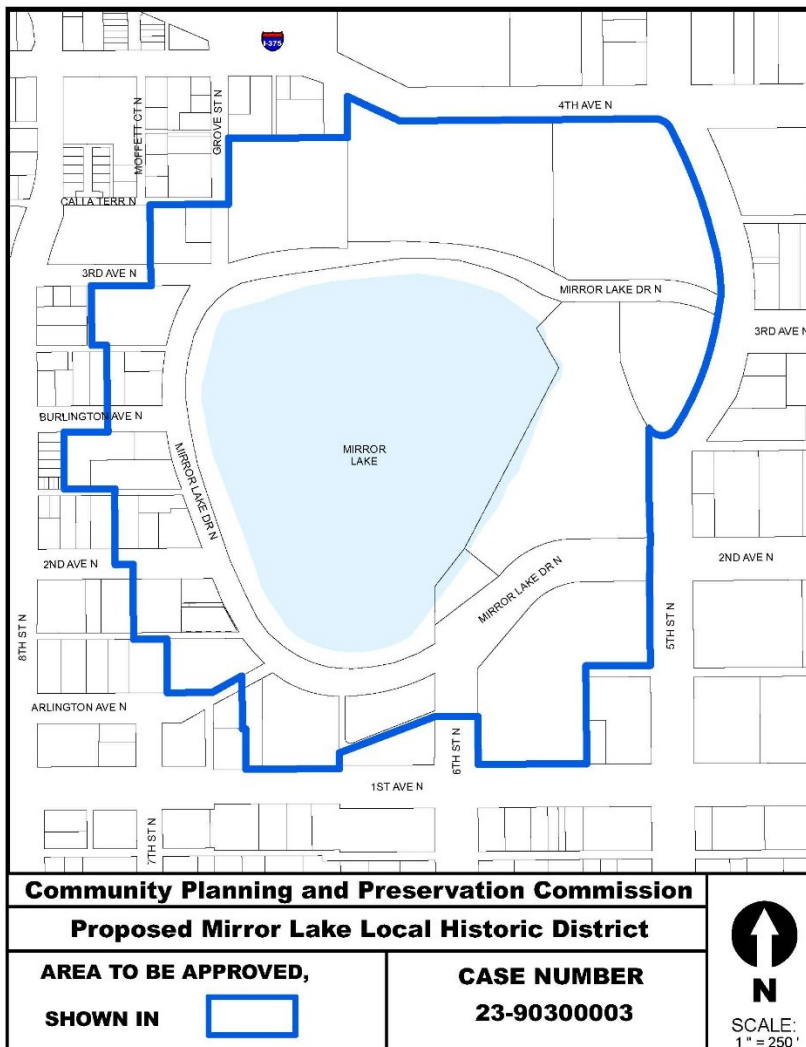 I-375
4TH AVE N
MOFFETT CT N
GROVE ST N
CALLA TERR N
3RD AVE N
MIRROR LAKE DR N
3RD AVE N
BURLINGTON AVE N
MIRROR
LAKE
MIRROR LAKE DR N
2ND AVE N
MIRROR LAKE DR N
2ND AVE N
8TH ST N
5TH ST N
ARLINGTON AVE N
6TH ST N
1ST AVE N
7TH ST N
Community Planning and Preservation Commission
Proposed Mirror Lake Local Historic District
AREA TO BE APPROVED,
SHOWN IN
CASE NUMBER
23-90300003
N
SCALE:
1 " = 250 '